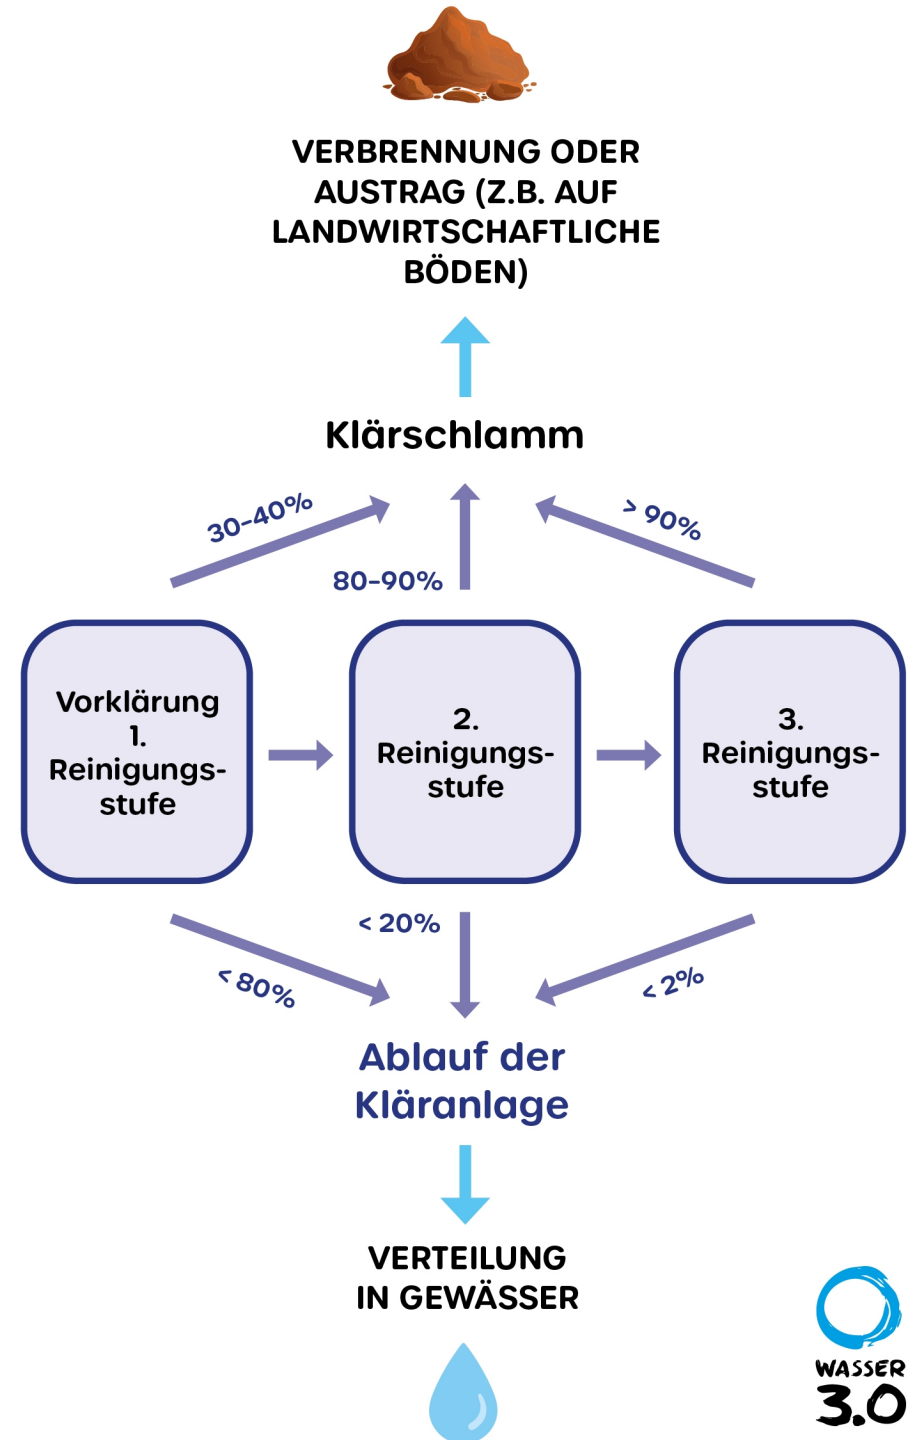 VERBRENNUNG ODER
AUSTRAG (Z.B. AUF
LANDWIRTSCHAFTLICHE
BÖDEN)
Klärschlamm
30-40%
80-90%
> 90%
Vorklärung
1.
Reinigungs-
stufe
2.
Reinigungs-
stufe
3.
Reinigungs-
stufe
< 80%
< 20%
< 2%
Ablauf der
Kläranlage
VERTEILUNG
IN GEWÄSSER
WASSER
3.0